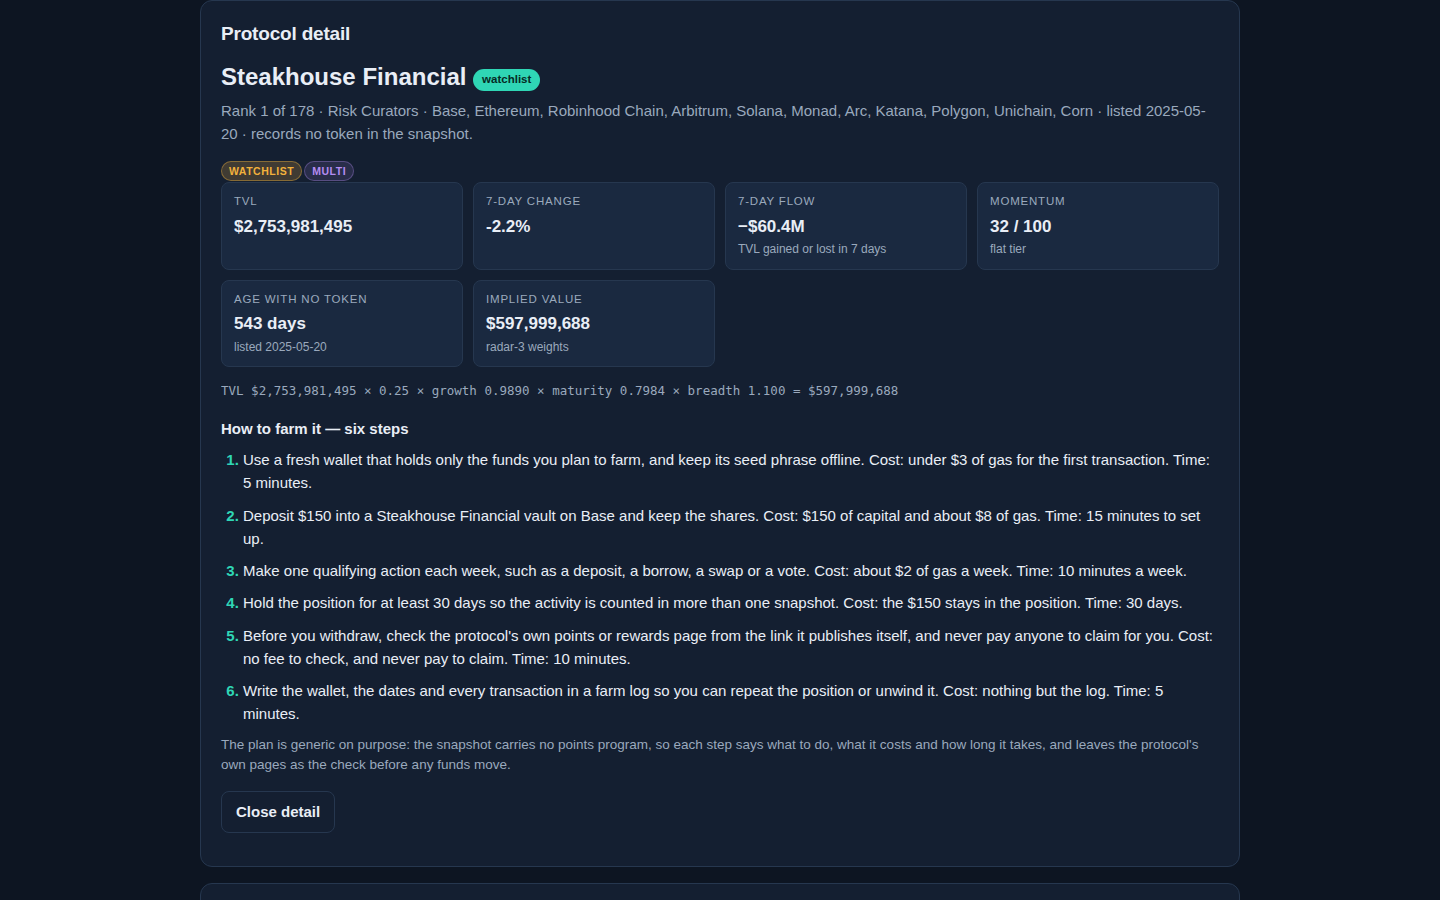 Protocol detail
Steakhouse Financial watchlist
Rank 1 of 178 · Risk Curators · Base, Ethereum, Robinhood Chain, Arbitrum, Solana, Monad, Arc, Katana, Polygon, Unichain, Corn · listed 2025-05-
20 · records no token in the snapshot.
WATCHLIST MULTI
TVL
$2,753,981,495
7-DAY CHANGE
-2.2%
7-DAY FLOW
−$60.4M
TVL gained or lost in 7 days
MOMENTUM
32 / 100
flat tier
AGE WITH NO TOKEN
543 days
listed 2025-05-20
IMPLIED VALUE
$597,999,688
radar-3 weights
TVL $2,753,981,495 × 0.25 × growth 0.9890 × maturity 0.7984 × breadth 1.100 = $597,999,688
How to farm it — six steps
1. Use a fresh wallet that holds only the funds you plan to farm, and keep its seed phrase offline. Cost: under $3 of gas for the first transaction. Time:
5 minutes.
2. Deposit $150 into a Steakhouse Financial vault on Base and keep the shares. Cost: $150 of capital and about $8 of gas. Time: 15 minutes to set
up.
3. Make one qualifying action each week, such as a deposit, a borrow, a swap or a vote. Cost: about $2 of gas a week. Time: 10 minutes a week.
4. Hold the position for at least 30 days so the activity is counted in more than one snapshot. Cost: the $150 stays in the position. Time: 30 days.
5. Before you withdraw, check the protocol's own points or rewards page from the link it publishes itself, and never pay anyone to claim for you. Cost:
no fee to check, and never pay to claim. Time: 10 minutes.
6. Write the wallet, the dates and every transaction in a farm log so you can repeat the position or unwind it. Cost: nothing but the log. Time: 5
minutes.
The plan is generic on purpose: the snapshot carries no points program, so each step says what to do, what it costs and how long it takes, and leaves the protocol's
own pages as the check before any funds move.
Close detail